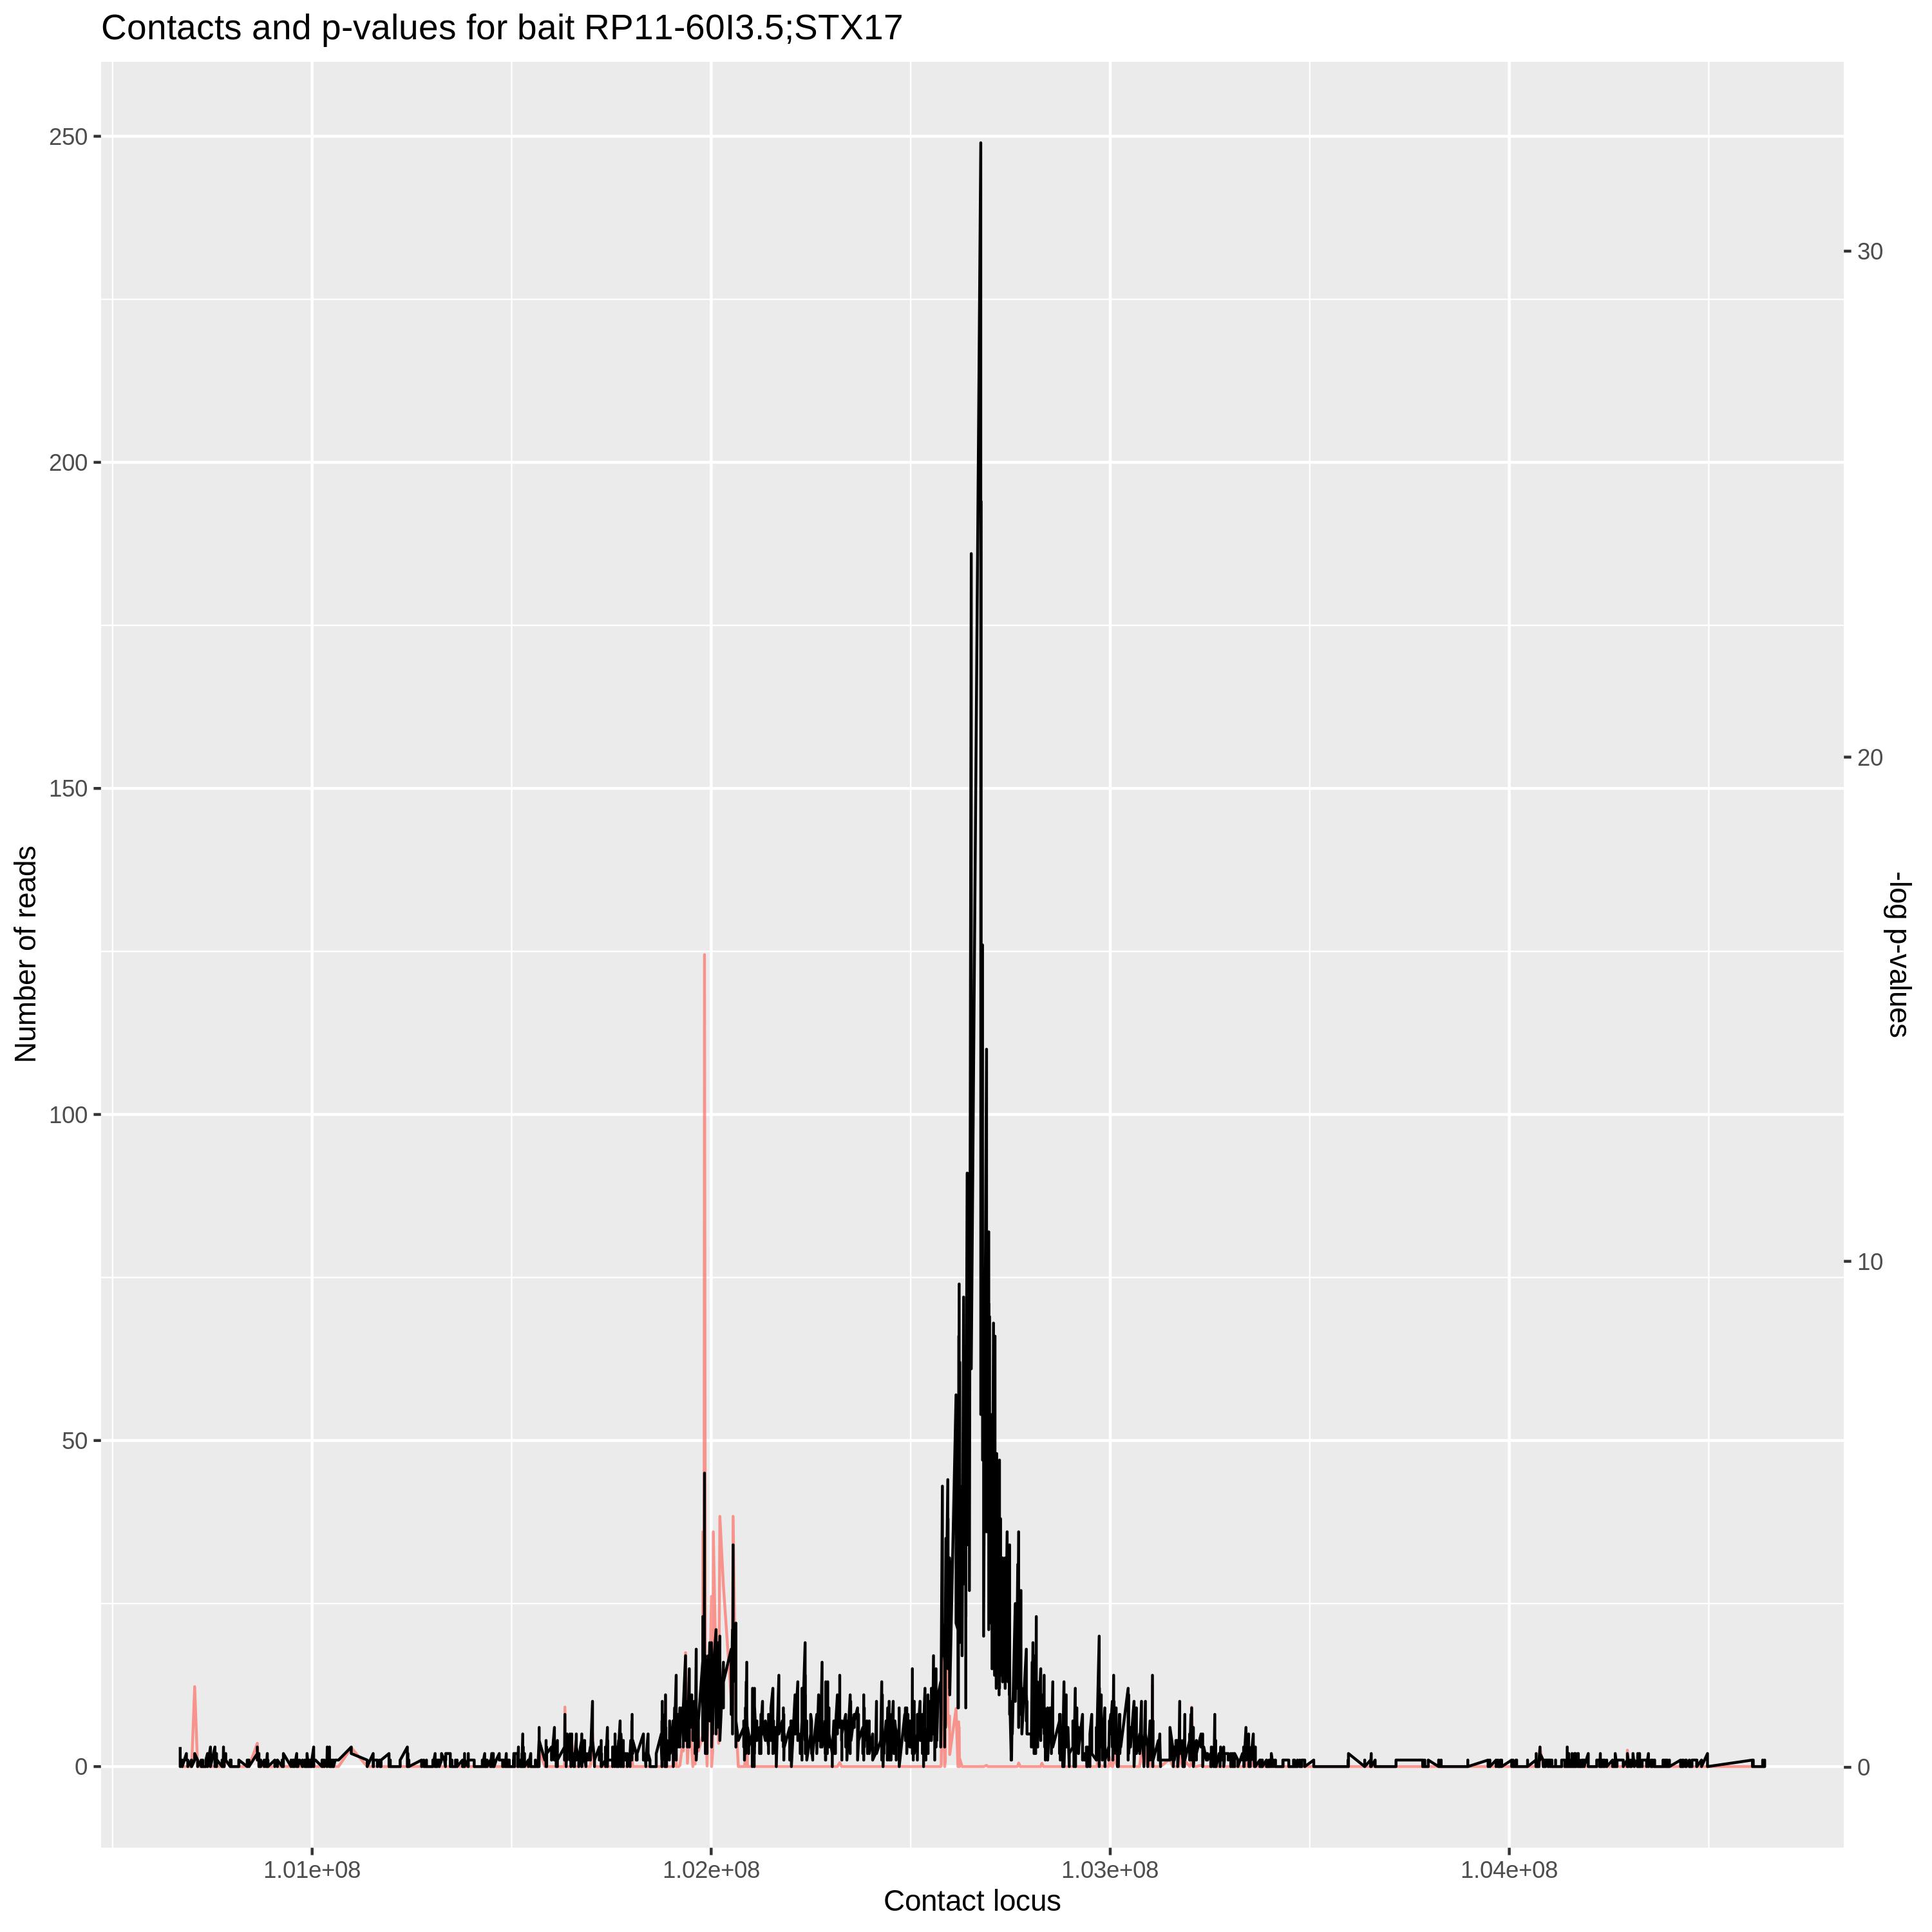 Contacts and p-values for bait RP11-60I3.5;STX17
250
200
150
100
50
0
Number of reads
30
20
10
0
-log p-values
1.01e+08
1.02e+08
1.03e+08
1.04e+08
Contact locus